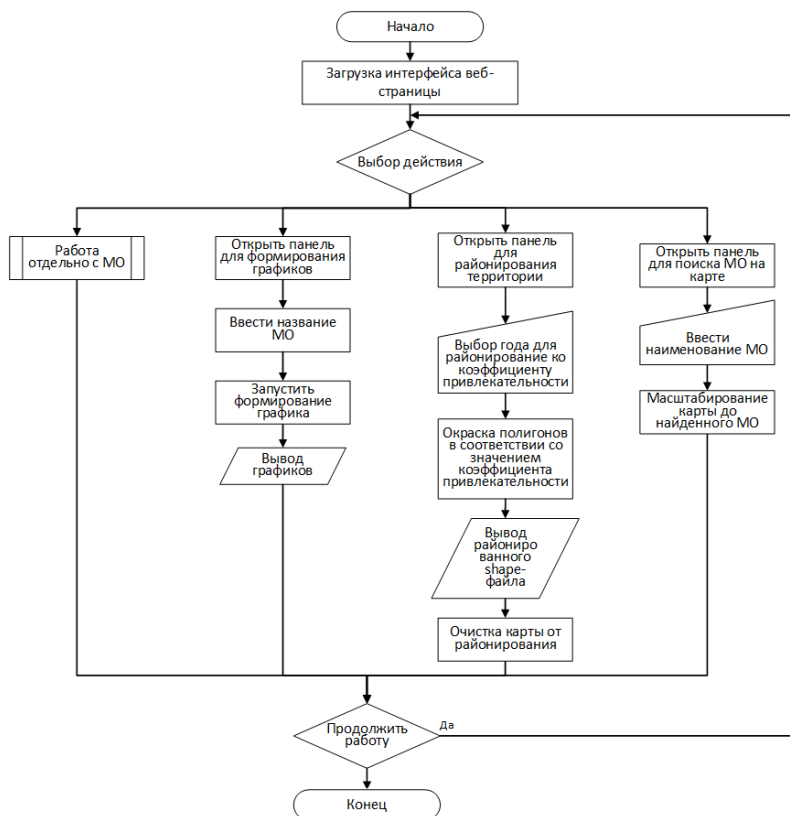 Начало
Загрузка интерфейса веб-
страницы
Выбор действия
Работа
отдельно с МО
Открыть панель
для формирования
графиков
Ввести название
МО
Запустить
формирование
графика
Вывод
графиков
Открыть панель
для
районирования
территории
Выбор года для
районирование ко
коэффициенту
привлекательности
Окраска полигонов
в соответствии со
значением
коэффициента
привлекательности
Вывод
райониро
ванного
shape-
файла
Очистка карты от
районирования
Открыть панель
для поиска МО на
карте
Ввести
наименование МО
Масштабирование
карты до
найденного МО
Продолжить
работу
Да
Конец